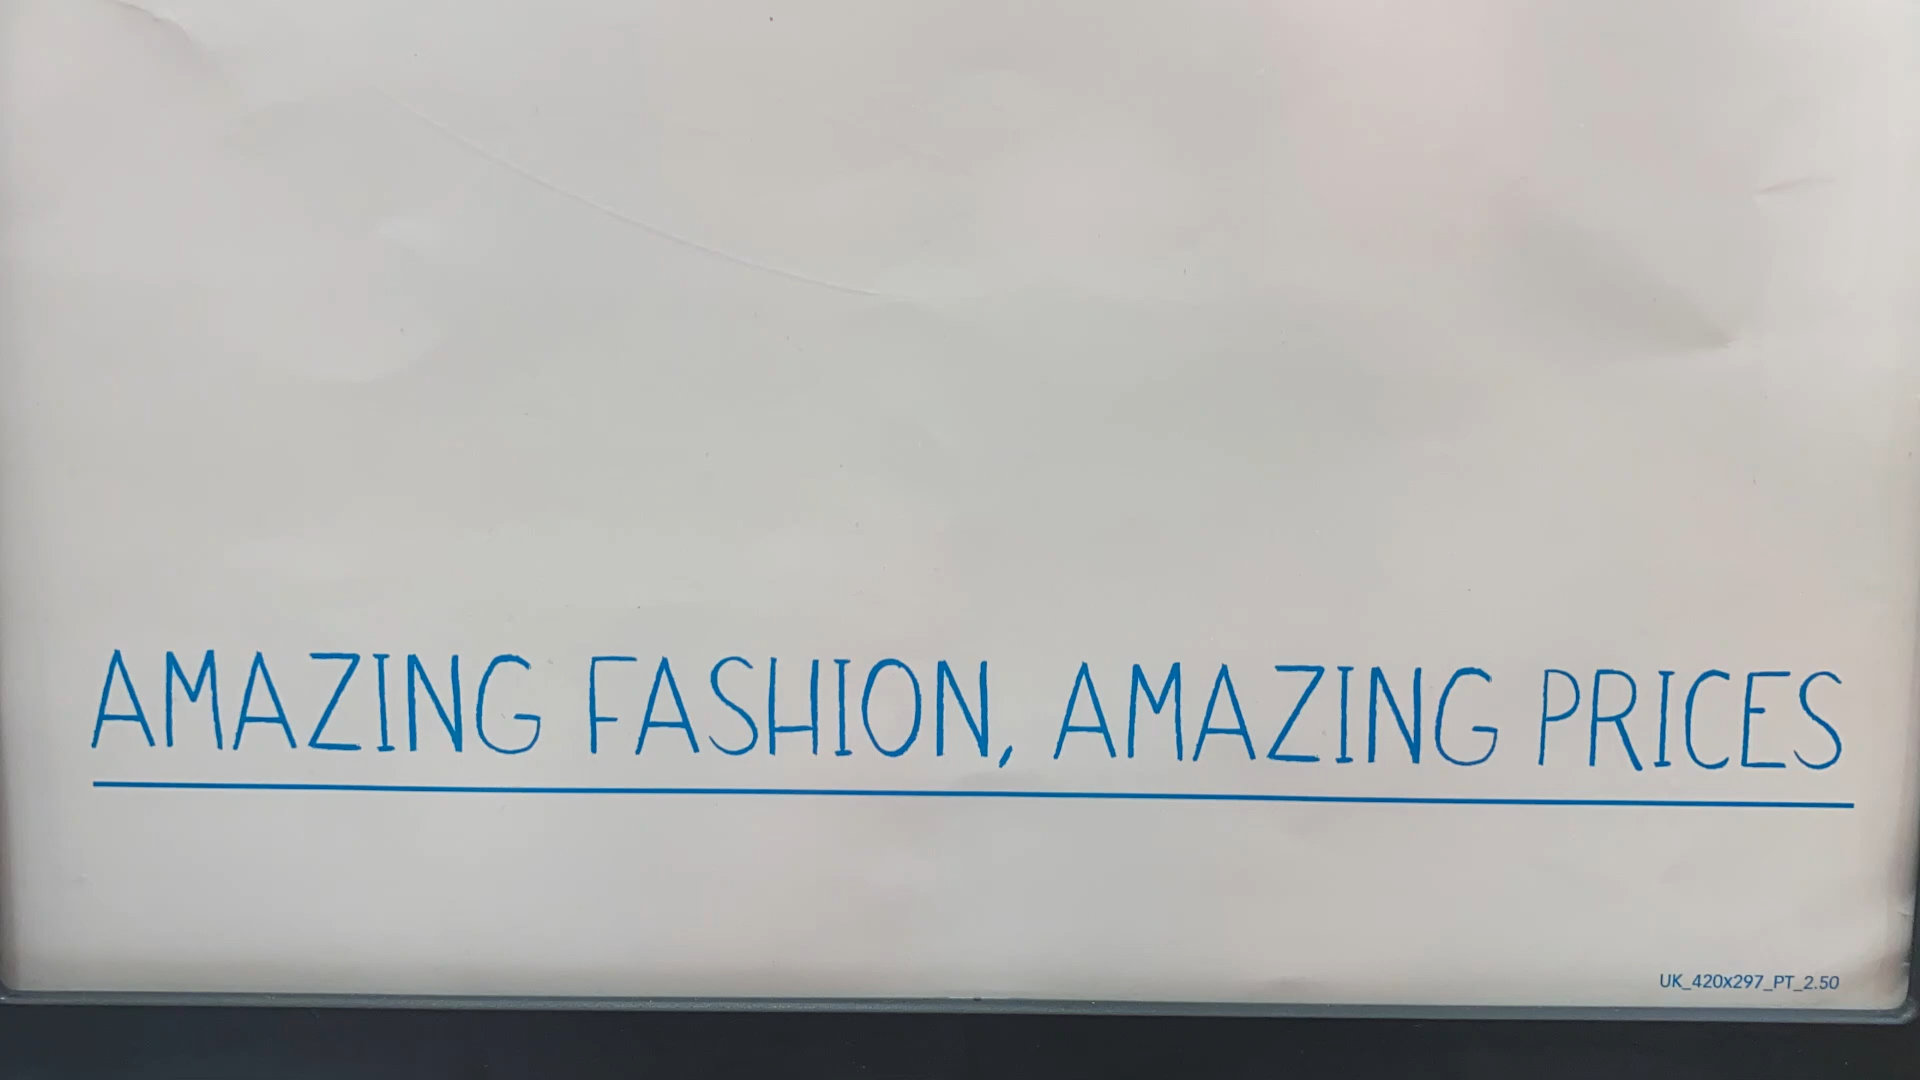 AMAZING FASHION, AMAZING PRICES
UK_420x297_PT_2.50